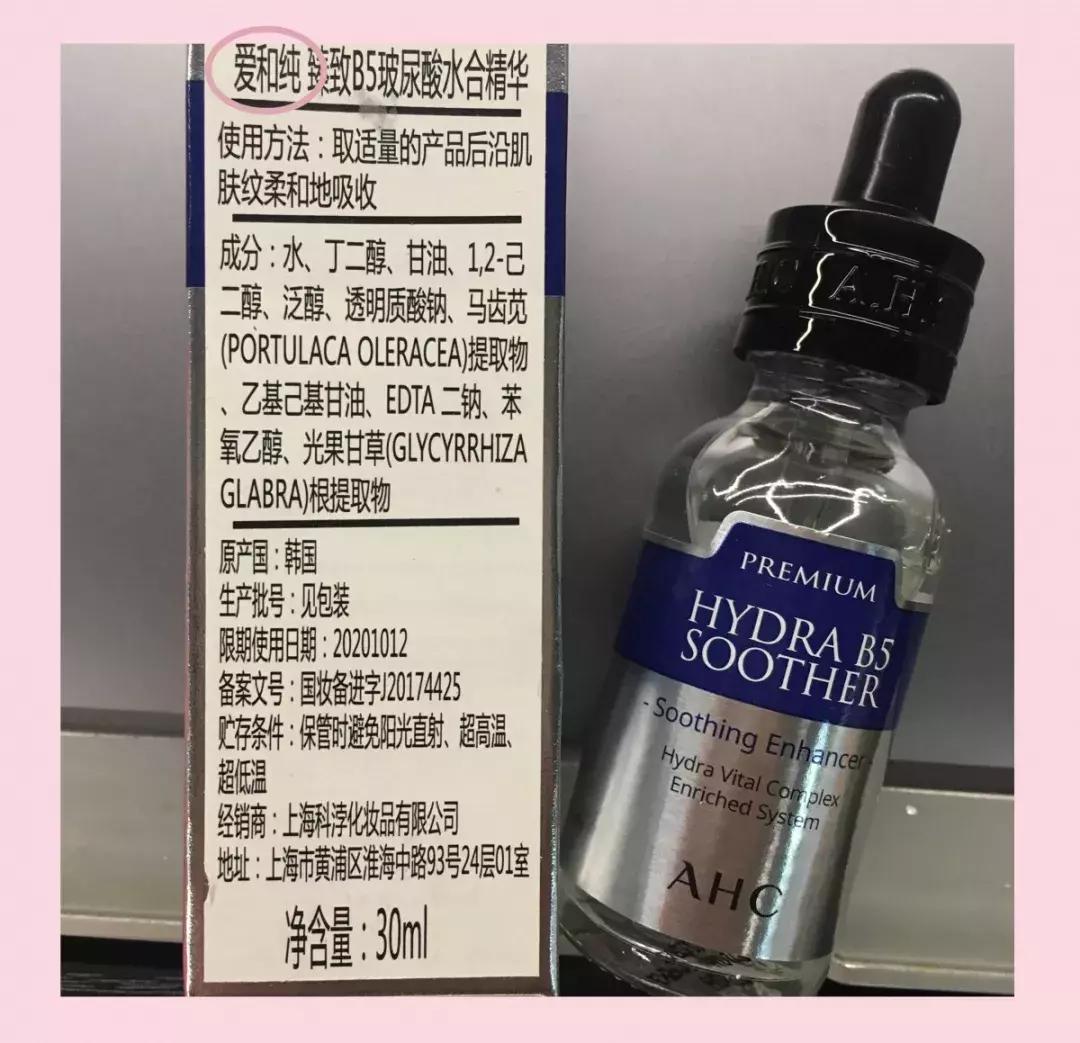 爱和纯 臻致B5玻尿酸水合精华
使用方法：取适量的产品后沿肌
肤纹柔和地吸收
成分：水、丁二醇、甘油、1,2-己
二醇、泛醇、透明质酸钠、马齿苋
(PORTULACA OLERACEA)提取物
、乙基己基甘油、EDTA 二钠、苯
氧乙醇、光果甘草(GLYCYRRHIZA
GLABRA)根提取物
原产国：韩国
生产批号：见包装
限期使用日期：20201012
备案文号：国妆备进字J20174425
贮存条件：保管时避免阳光直射、超高温、
超低温
经销商：上海科淳化妆品有限公司
地址：上海市黄浦区淮海中路93号24层01室
净含量：30ml
A.H.
PREMIUM
HYDRA B5
SOOTHER
- Soothing Enhancer -
Hydra Vital Complex
Enriched System
AHC